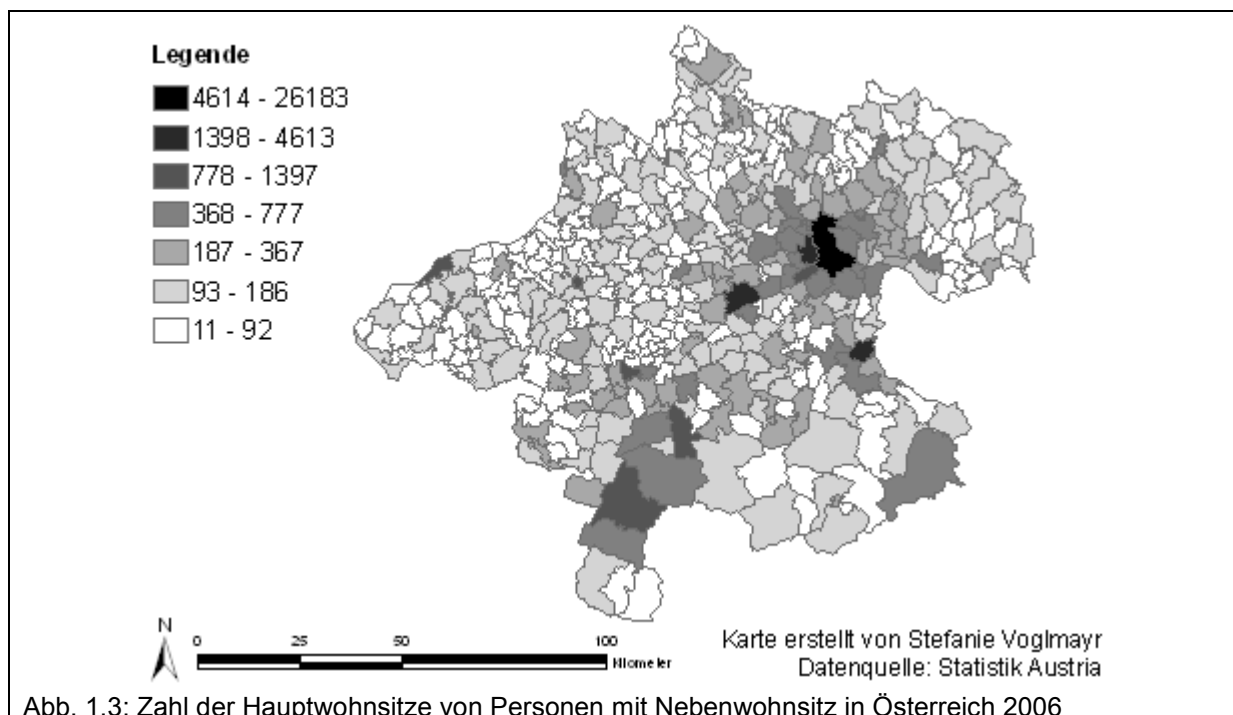 Legende
4614 - 26183
1398 - 4613
778 - 1397
368 - 777
187 - 367
93 - 186
11 - 92
N
0 25 50 100
Kilometer
Karte erstellt von Stefanie Voglmayr
Datenquelle: Statistik Austria
Abb. 1.3: Zahl der Hauptwohnsitze von Personen mit Nebenwohnsitz in Österreich 2006